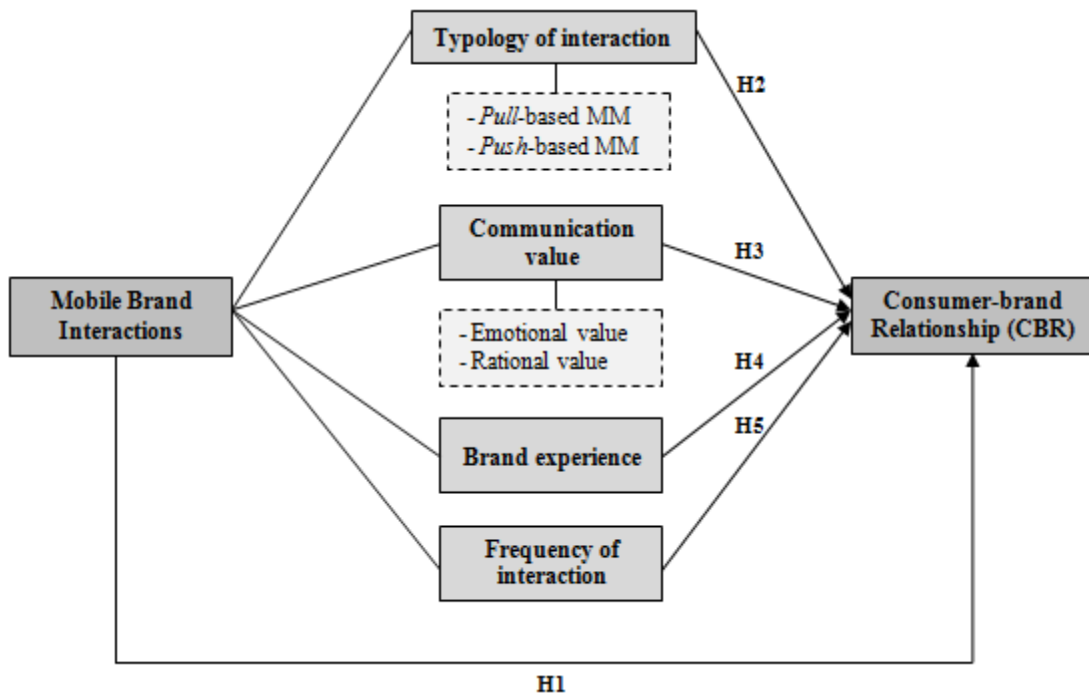 Typology of interaction
H2
- Pull-based MM
- Push-based MM
Communication
value
H3
Mobile Brand
Interactions
Consumer-brand
Relationship (CBR)
- Emotional value
- Rational value
H4
H5
Brand experience
Frequency of
interaction
H1